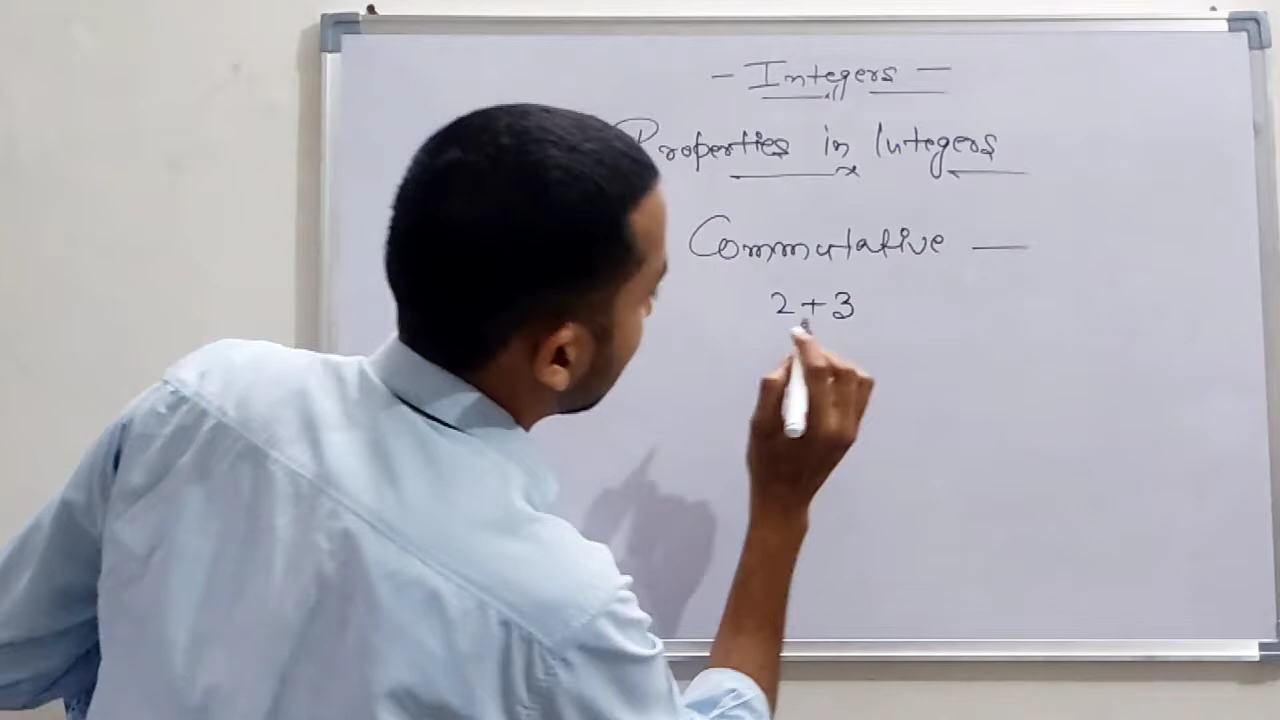 - Integers -
Properties in Integers
Commutative -
2+3